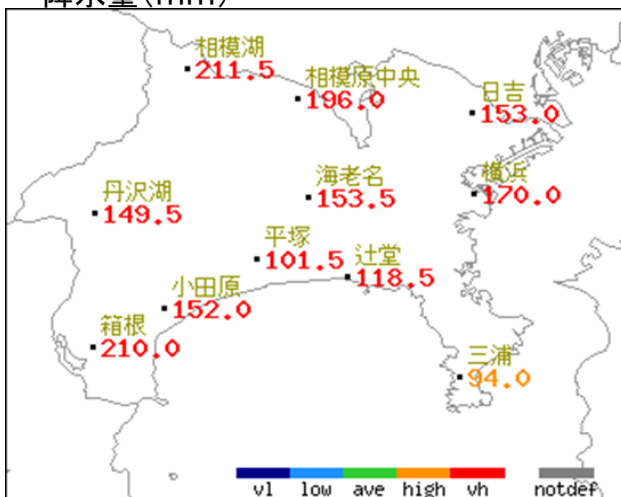 降水量(mm)
相模湖
211.5
相模原中央
196.0
日吉
153.0
海老名
153.5
横浜
170.0
丹沢湖
149.5
平塚
101.5
辻堂
118.5
小田原
152.0
箱根
210.0
三浦
94.0
vl low ave high vh notdef